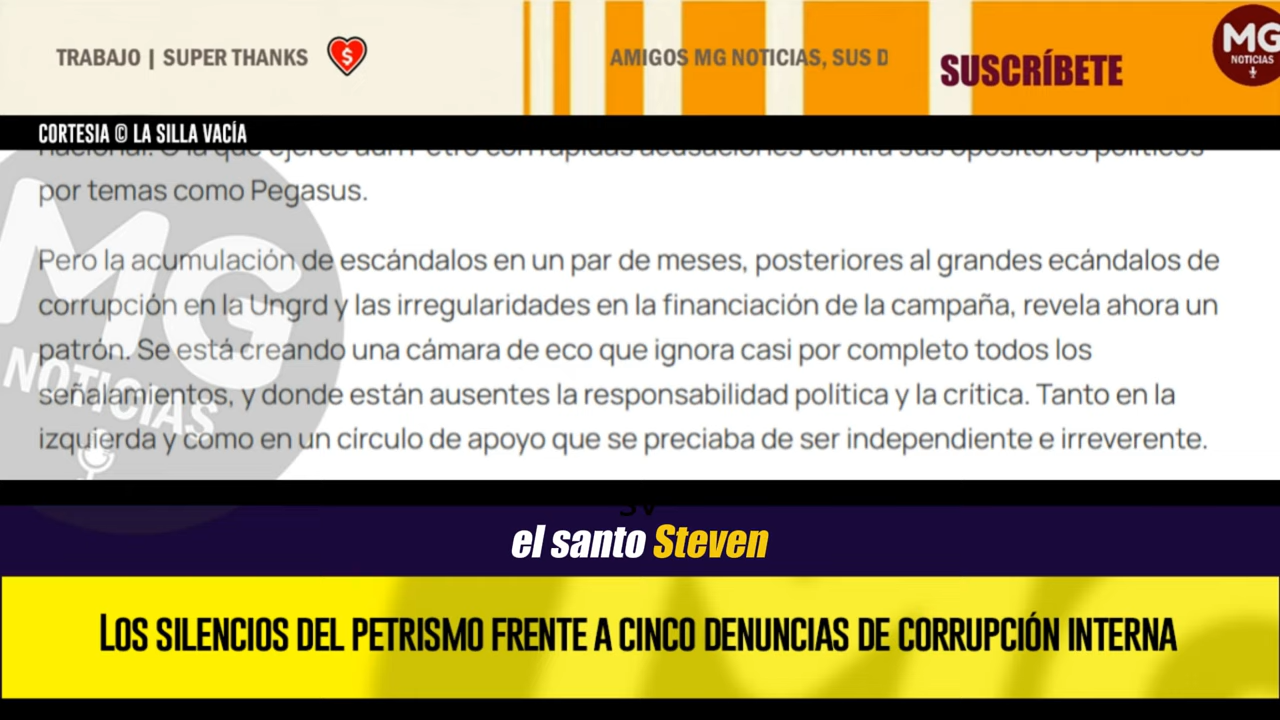 TRABAJO | SUPER THANKS
AMIGOS MG NOTICIAS, SUS D
SUSCRÍBETE
MG
NOTICIAS
CORTESIA © LA SILLA VACÍA
por temas como Pegasus.
Pero la acumulación de escándalos en un par de meses, posteriores al grandes ecándalos de
corrupción en la Ungrd y las irregularidades en la financiación de la campaña, revela ahora un
patrón. Se está creando una cámara de eco que ignora casi por completo todos los
señalamientos, y donde están ausentes la responsabilidad política y la crítica. Tanto en la
izquierda y como en un círculo de apoyo que se preciaba de ser independiente e irreverente.
MG
NOTICIAS
el santo Steven
LOS SILENCIOS DEL PETRISMO FRENTE A CINCO DENUNCIAS DE CORRUPCIÓN INTERNA